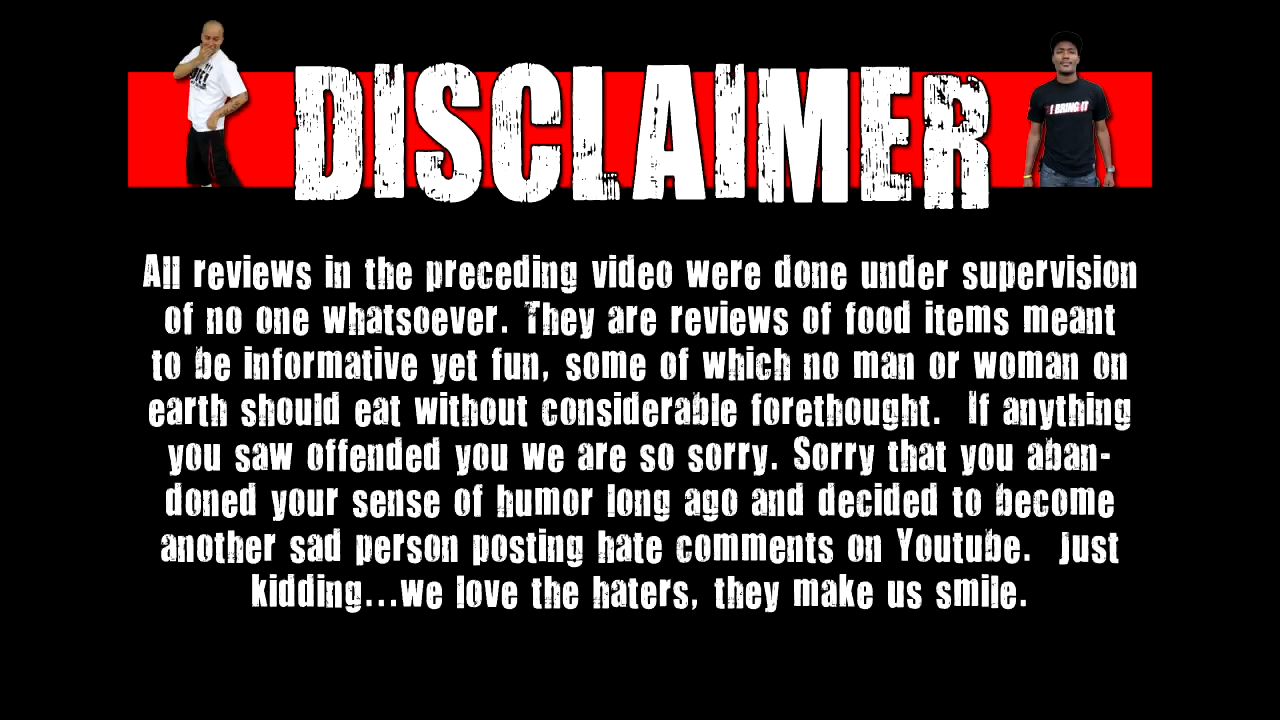 DISCLAIMER
! BRING IT
All reviews in the preceding video were done under supervision
of no one whatsoever. They are reviews of food items meant
to be informative yet fun, some of which no man or woman on
earth should eat without considerable forethought. If anything
you saw offended you we are so sorry. Sorry that you aban-
doned your sense of humor long ago and decided to become
another sad person posting hate comments on Youtube. Just
kidding...we love the haters, they make us smile.